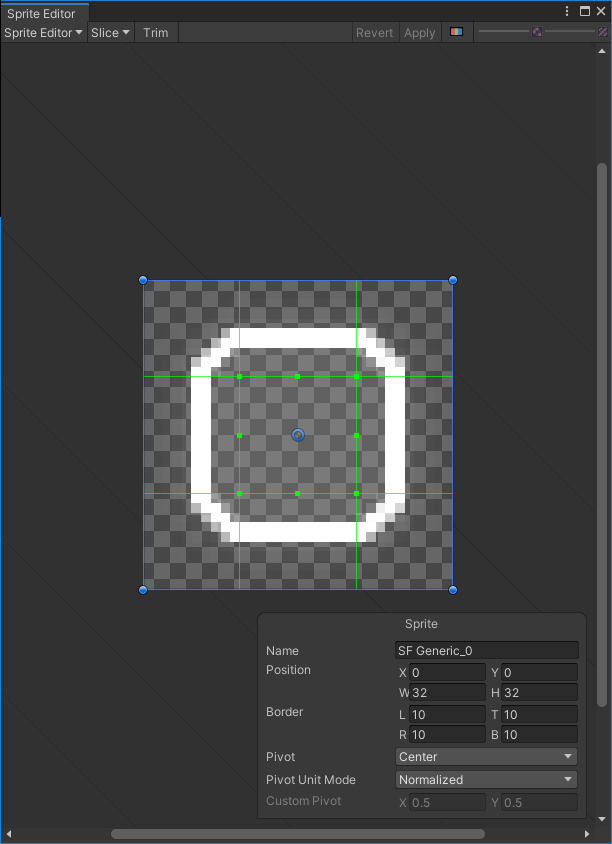 Sprite Editor
Sprite Editor Slice Trim Revert Apply
Sprite
Name SF Generic_0
Position X 0 Y 0
W 32 H 32
Border L 10 T 10
R 10 B 10
Pivot Center
Pivot Unit Mode Normalized
Custom Pivot X 0.5 Y 0.5